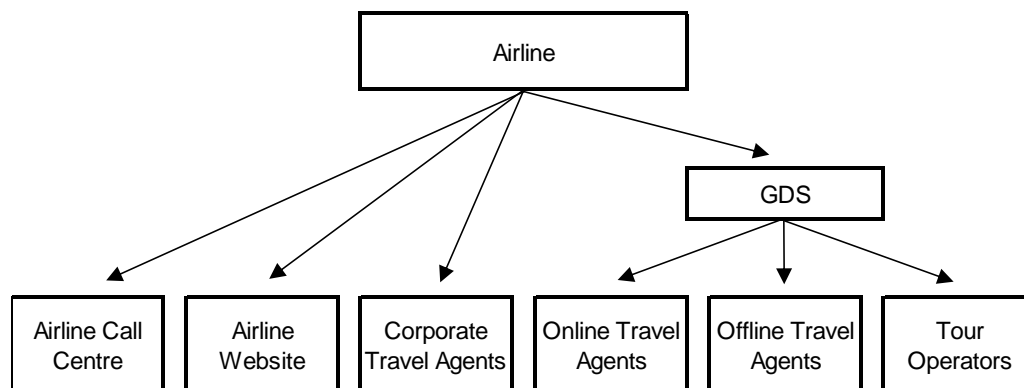 Airline
GDS
Airline Call
Centre
Airline
Website
Corporate
Travel Agents
Online Travel
Agents
Offline Travel
Agents
Tour
Operators